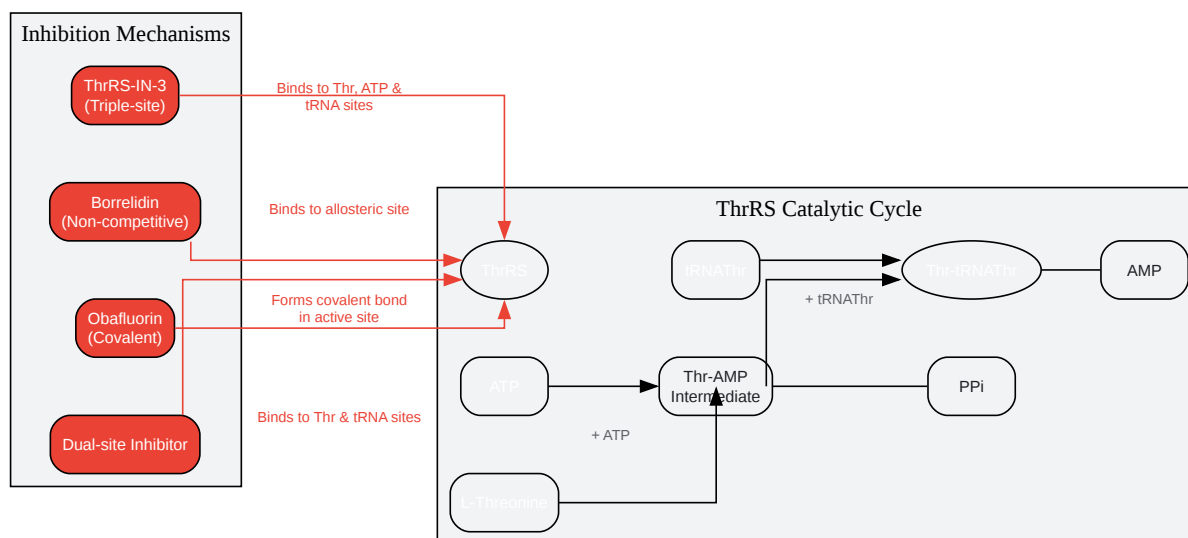 Inhibition Mechanisms
ThrRS-IN-3
(Triple-site)
Binds to Thr, ATP &
tRNA sites
Borrelidin
(Non-competitive)
Binds to allosteric site
Obafluorin
(Covalent)
Forms covalent bond
in active site
Dual-site Inhibitor
Binds to Thr & tRNA sites
ThrRS Catalytic Cycle
ThrRS
tRNAThr
Thr-tRNAThr
AMP
+ tRNAThr
ATP
Thr-AMP
Intermediate
PPi
+ ATP
L-Threonine